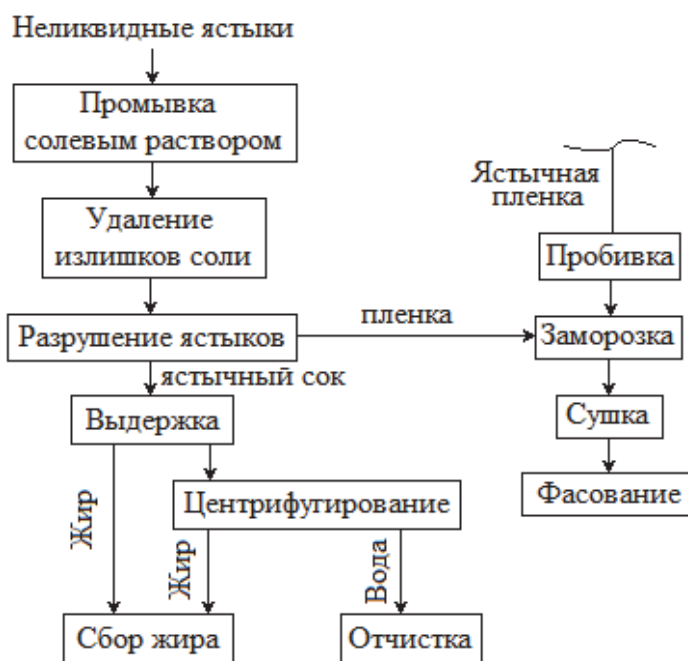 Неликвидные ястыки
Промывка
солевым раствором
Ястычная
пленка
Удаление
излишков соли
Пробивка
пленка
Разрушение ястыков
Заморозка
ястычный сок
Выдержка
Сушка
Жир
Центрифугирование
Фасование
Жир
Вода
Сбор жира
Отчистка